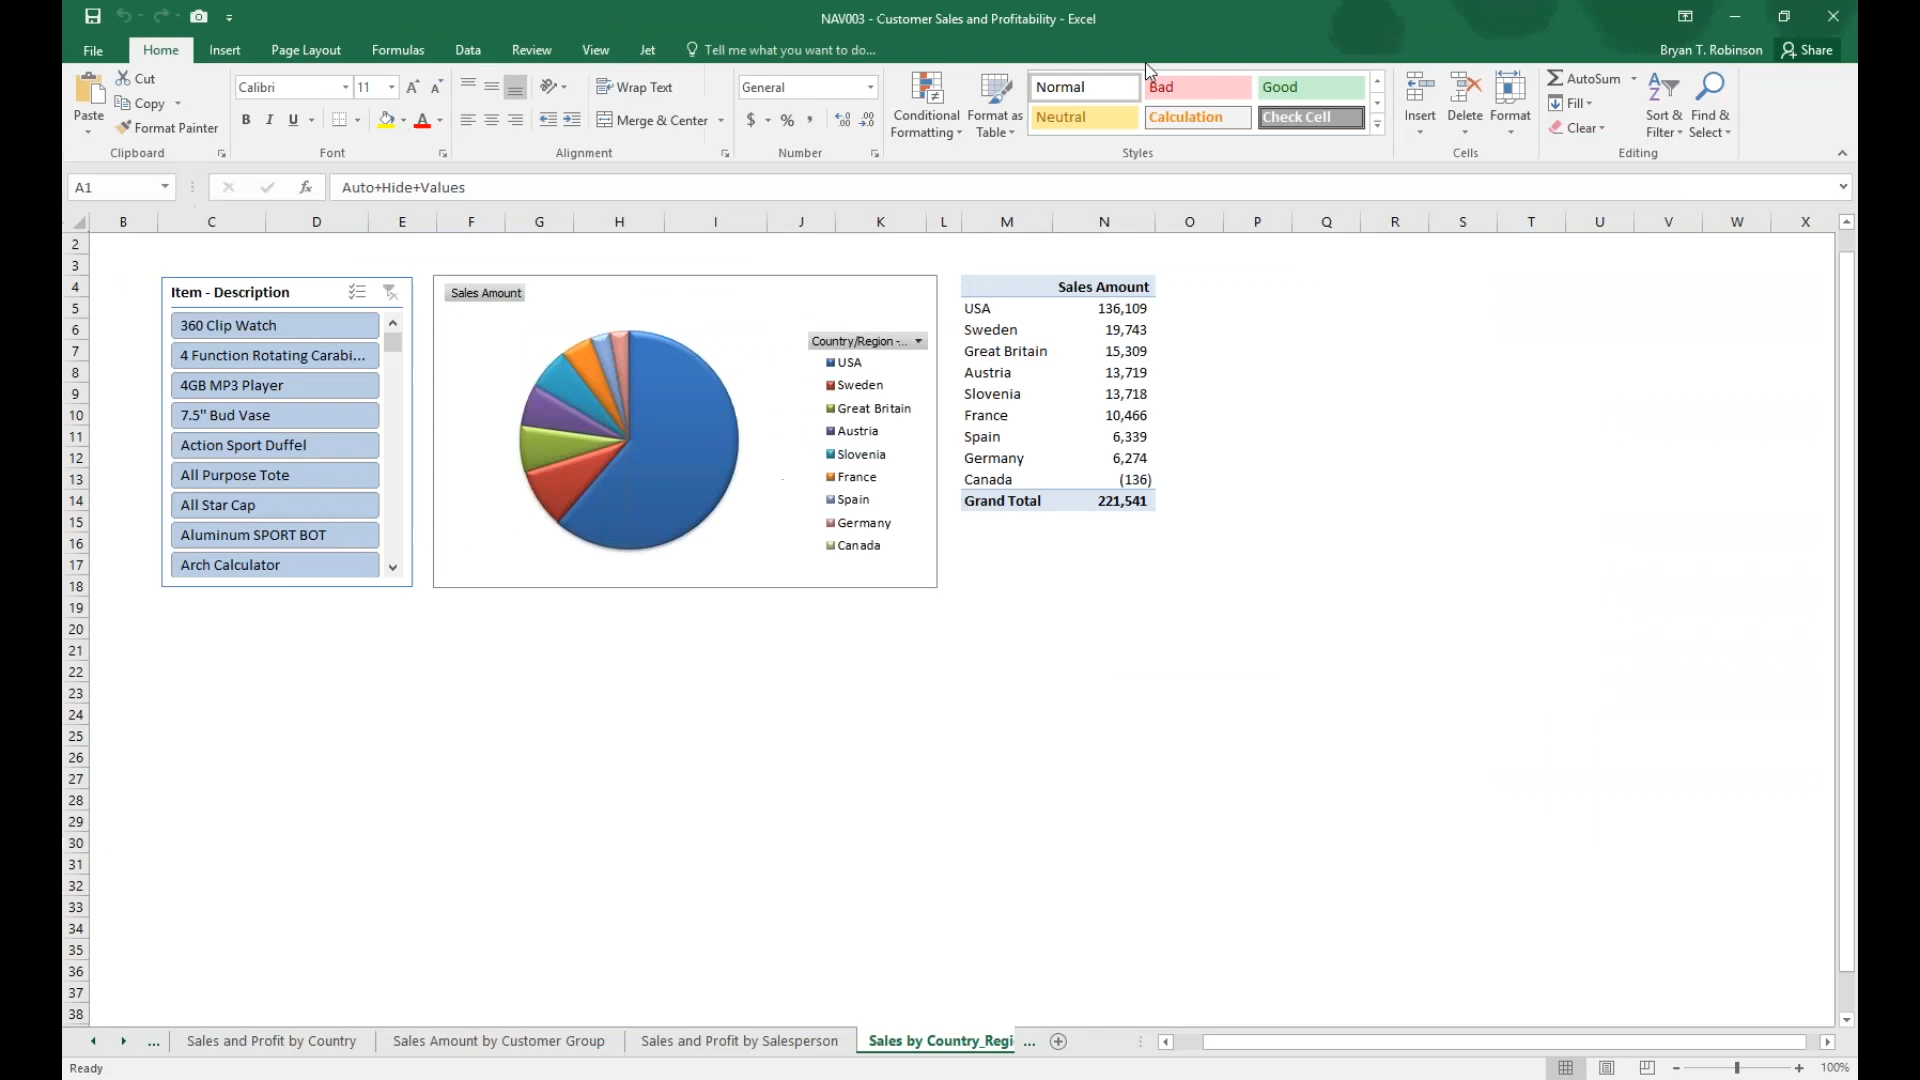 NAV003 - Customer Sales and Profitability - Excel
File Home Insert Page Layout Formulas Data Review View Jet Tell me what you want to do... Bryan T. Robinson Share
Paste
Cut
Copy
Format Painter
Clipboard
Calibri 11
B I U
Font
Wrap Text
Merge & Center
Alignment
General
$ % ,
Number
Conditional Formatting
Format as Table
Normal Bad Good
Neutral Calculation Check Cell
Styles
Insert Delete Format
Cells
AutoSum
Fill
Clear
Sort & Filter
Find & Select
Editing
A1 fx Auto+Hide+Values
B C D E F G H I J K L M N O P Q R S T U V W X
2
3
4
5
6
7
8
9
10
11
12
13
14
15
16
17
18
19
20
21
22
23
24
25
26
27
28
29
30
31
32
33
34
35
36
37
38
Item - Description
360 Clip Watch
4 Function Rotating Carabi...
4GB MP3 Player
7.5" Bud Vase
Action Sport Duffel
All Purpose Tote
All Star Cap
Aluminum SPORT BOT
Arch Calculator
Sales Amount
Country/Region -...
USA
Sweden
Great Britain
Austria
Slovenia
France
Spain
Germany
Canada
Sales Amount
USA 136,109
Sweden 19,743
Great Britain 15,309
Austria 13,719
Slovenia 13,718
France 10,466
Spain 6,339
Germany 6,274
Canada (136)
Grand Total 221,541
... Sales and Profit by Country Sales Amount by Customer Group Sales and Profit by Salesperson Sales by Country_Regi ...
Ready 100%